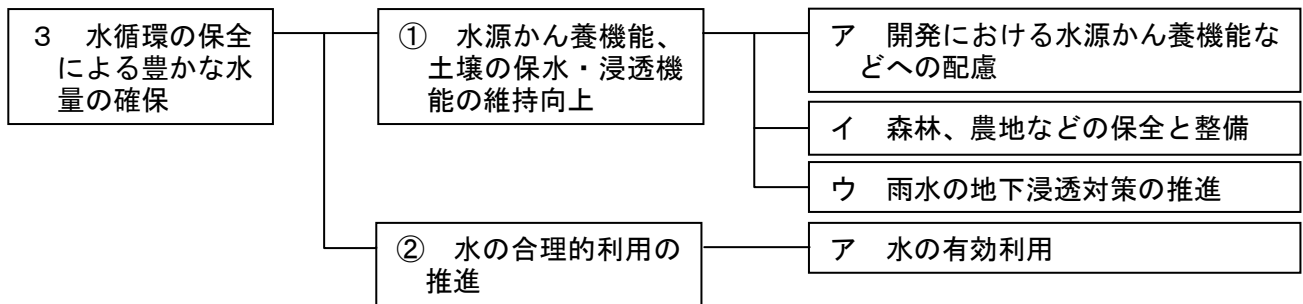 3　水循環の保全
による豊かな水
量の確保
①　水源かん養機能、
土壌の保水・浸透機
能の維持向上
ア　開発における水源かん養機能な
どへの配慮
イ　森林、農地などの保全と整備
ウ　雨水の地下浸透対策の推進
②　水の合理的利用の
推進
ア　水の有効利用